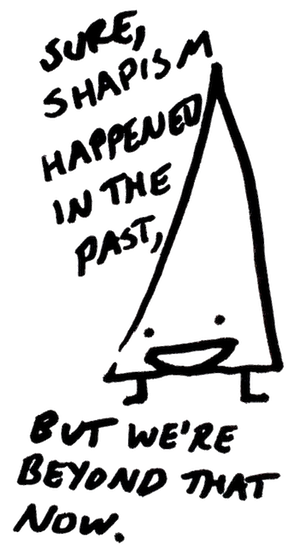 SURE,
SHAPISM
HAPPENED
IN THE
PAST,
BUT WE'RE
BEYOND THAT
NOW.